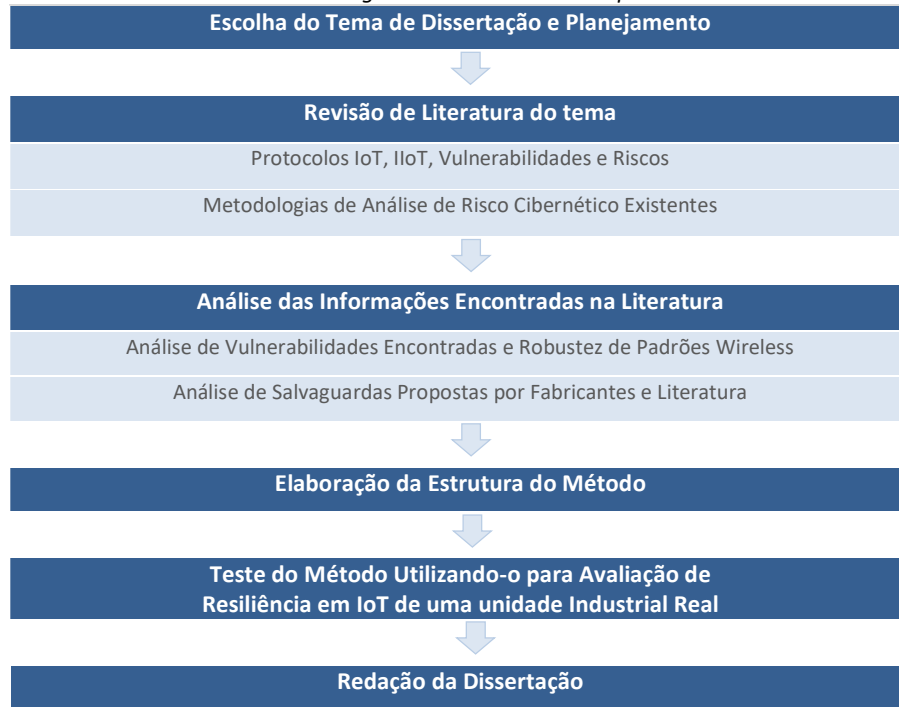 Escolha do Tema de Dissertação e Planejamento
Revisão de Literatura do tema
Protocolos IoT, IIoT, Vulnerabilidades e Riscos
Metodologias de Análise de Risco Cibernético Existentes
Análise das Informações Encontradas na Literatura
Análise de Vulnerabilidades Encontradas e Robustez de Padrões Wireless
Análise de Salvaguardas Propostas por Fabricantes e Literatura
Elaboração da Estrutura do Método
Teste do Método Utilizando-o para Avaliação de
Resiliência em IoT de uma unidade Industrial Real
Redação da Dissertação